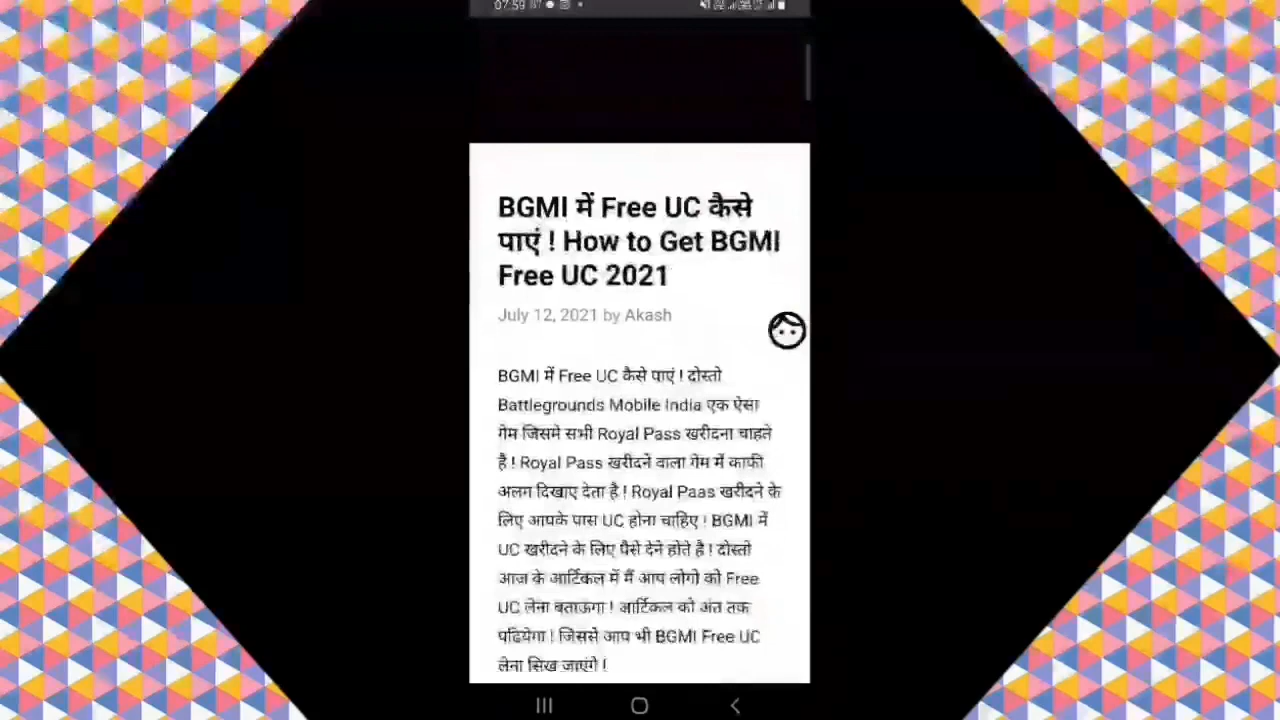 07:59
BGMI में Free UC कैसे
पाएं ! How to Get BGMI
Free UC 2021
July 12, 2021 by Akash
BGMI में Free UC कैसे पाएं ! दोस्तो
Battlegrounds Mobile India एक ऐसा
गेम जिसमे सभी Royal Pass खरीदना चाहते
है ! Royal Pass खरीदने वाला गेम में काफी
अलग दिखाए देता है ! Royal Paas खरीदने के
लिए आपके पास UC होना चाहिए ! BGMI में
UC खरीदने के लिए पैसे देने होते है ! दोस्तो
आज के आर्टिकल में मैं आप लोगो को Free
UC लेना बताऊंगा ! आर्टिकल को अंत तक
पढियेगा ! जिससे आप भी BGMI Free UC
लेना सिख जाएंगे !